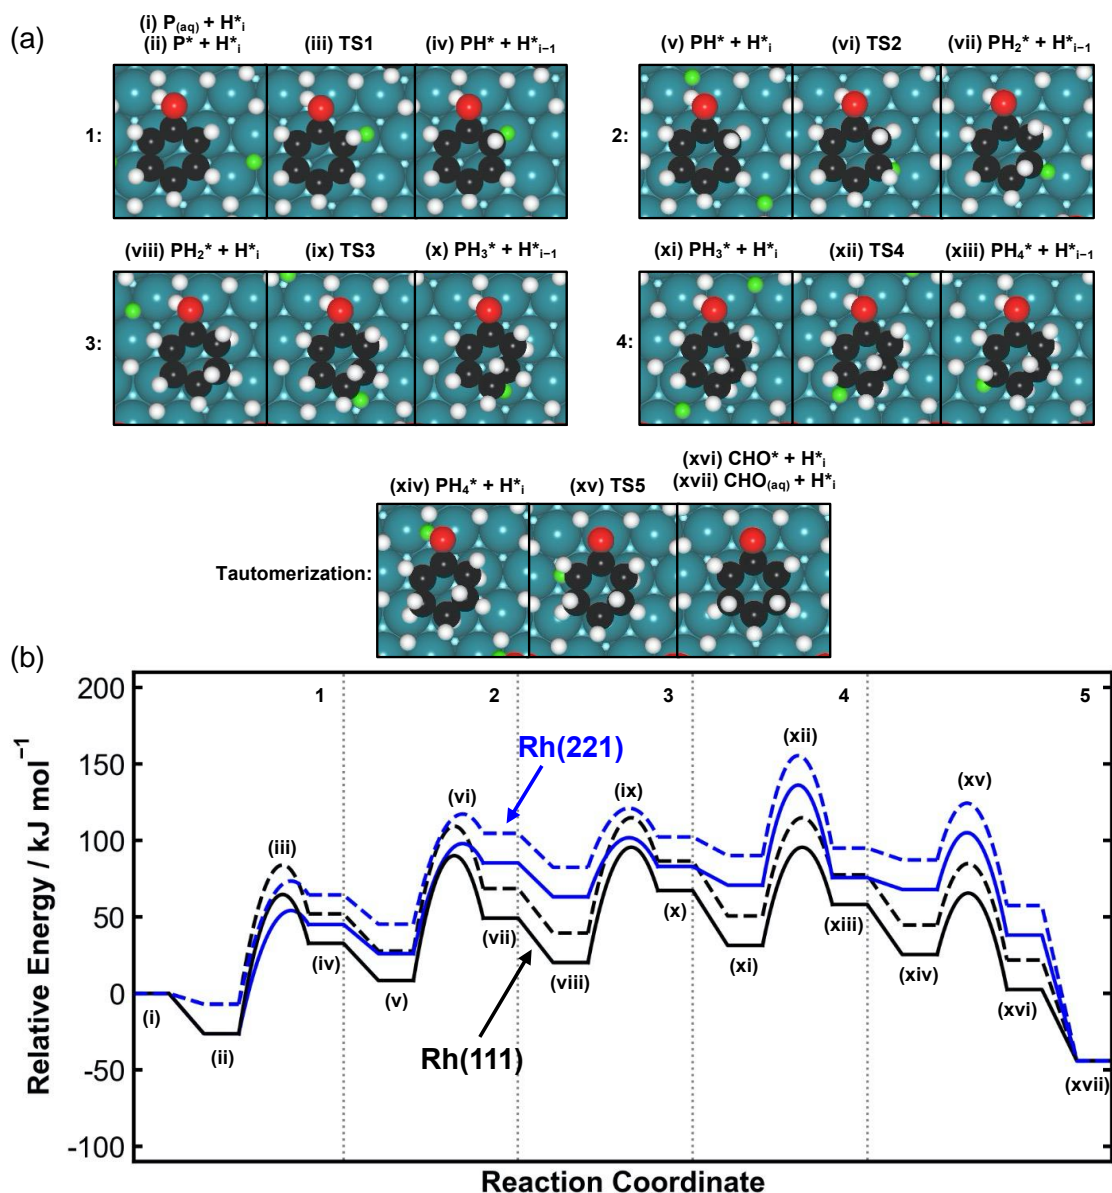 (a)
(i) P(aq) + H*i
(ii) P* + H*i
(iii) TS1
(iv) PH* + H*i−1
(v) PH* + H*i
(vi) TS2
(vii) PH2* + H*i−1
1:
2:
(viii) PH2* + H*i
(ix) TS3
(x) PH3* + H*i−1
(xi) PH3* + H*i
(xii) TS4
(xiii) PH4* + H*i−1
3:
4:
(xiv) PH4* + H*i
(xv) TS5
(xvi) CHO* + H*i
(xvii) CHO(aq) + H*i
Tautomerization:
(b)
200
150
100
50
0
-50
-100
Relative Energy / kJ mol−1
1
2
3
4
5
Rh(221)
Rh(111)
(i)
(ii)
(iii)
(iv)
(v)
(vi)
(vii)
(viii)
(ix)
(x)
(xi)
(xii)
(xiii)
(xiv)
(xv)
(xvi)
(xvii)
Reaction Coordinate